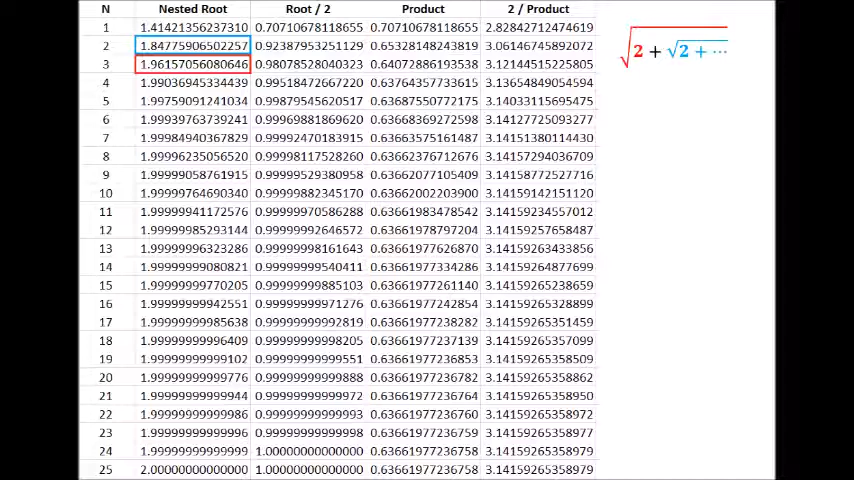 N Nested Root Root / 2 Product 2 / Product
1 1.41421356237310 0.70710678118655 0.70710678118655 2.82842712474619
2 1.84775906502257 0.92387953251129 0.65328148243819 3.06146745892072
3 1.96157056080646 0.98078528040323 0.64072886193538 3.12144515225805
4 1.99036945334439 0.99518472667220 0.63764357733615 3.13654849054594
5 1.99759091241034 0.99879545620517 0.63687550772175 3.14033115695475
6 1.99939763739241 0.99969881869620 0.63668369272598 3.14127725093277
7 1.99984940367829 0.99992470183915 0.63663575161487 3.14151380114430
8 1.99996235056520 0.99998117528260 0.63662376712676 3.14157294036709
9 1.99999058761915 0.99999529380958 0.63662077105409 3.14158772527716
10 1.99999764690340 0.99999882345170 0.63662002203900 3.14159142151120
11 1.99999941172576 0.99999970586288 0.63661983478542 3.14159234557012
12 1.99999985293144 0.99999992646572 0.63661978797204 3.14159257658487
13 1.99999996323286 0.99999998161643 0.63661977626870 3.14159263433856
14 1.99999999080821 0.99999999540411 0.63661977334286 3.14159264877699
15 1.99999999770205 0.99999999885103 0.63661977261140 3.14159265238659
16 1.99999999942551 0.99999999971276 0.63661977242854 3.14159265328899
17 1.99999999985638 0.99999999992819 0.63661977238282 3.14159265351459
18 1.99999999996409 0.99999999998205 0.63661977237139 3.14159265357099
19 1.99999999999102 0.99999999999551 0.63661977236853 3.14159265358509
20 1.99999999999776 0.99999999999888 0.63661977236782 3.14159265358862
21 1.99999999999944 0.99999999999972 0.63661977236764 3.14159265358950
22 1.99999999999986 0.99999999999993 0.63661977236760 3.14159265358972
23 1.99999999999996 0.99999999999998 0.63661977236759 3.14159265358977
24 1.99999999999999 1.00000000000000 0.63661977236758 3.14159265358979
25 2.00000000000000 1.00000000000000 0.63661977236758 3.14159265358979
√2 + √2 + ⋯